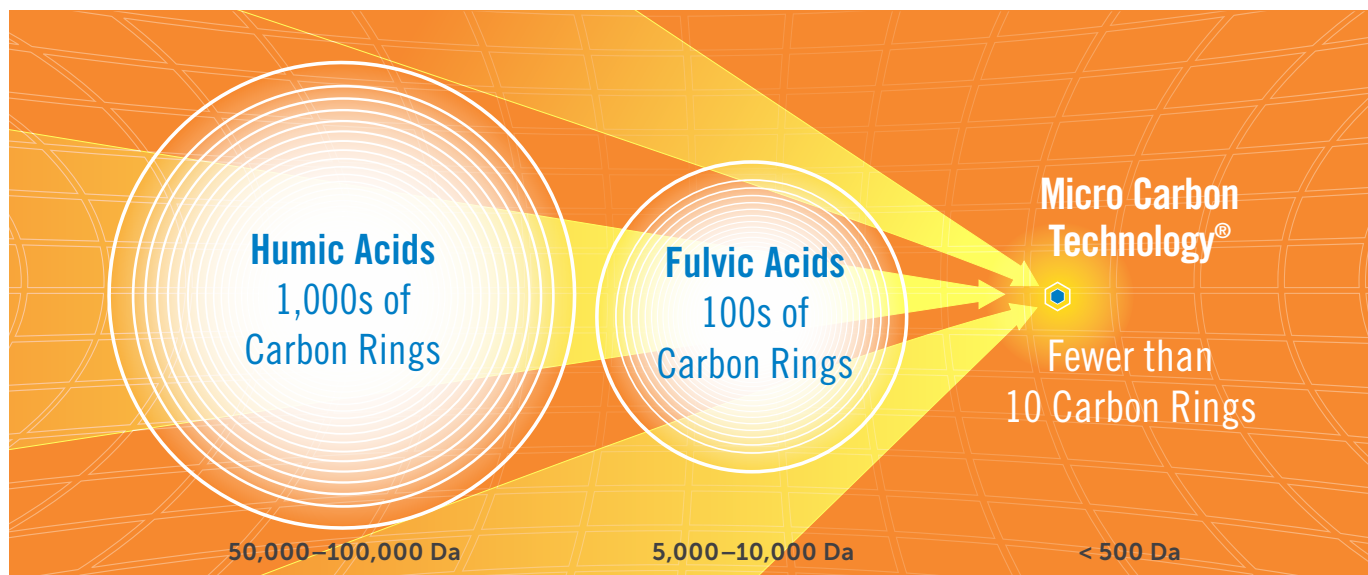 Humic Acids
1,000s of
Carbon Rings
50,000–100,000 Da
Fulvic Acids
100s of
Carbon Rings
5,000–10,000 Da
Micro Carbon
Technology®
Fewer than
10 Carbon Rings
< 500 Da